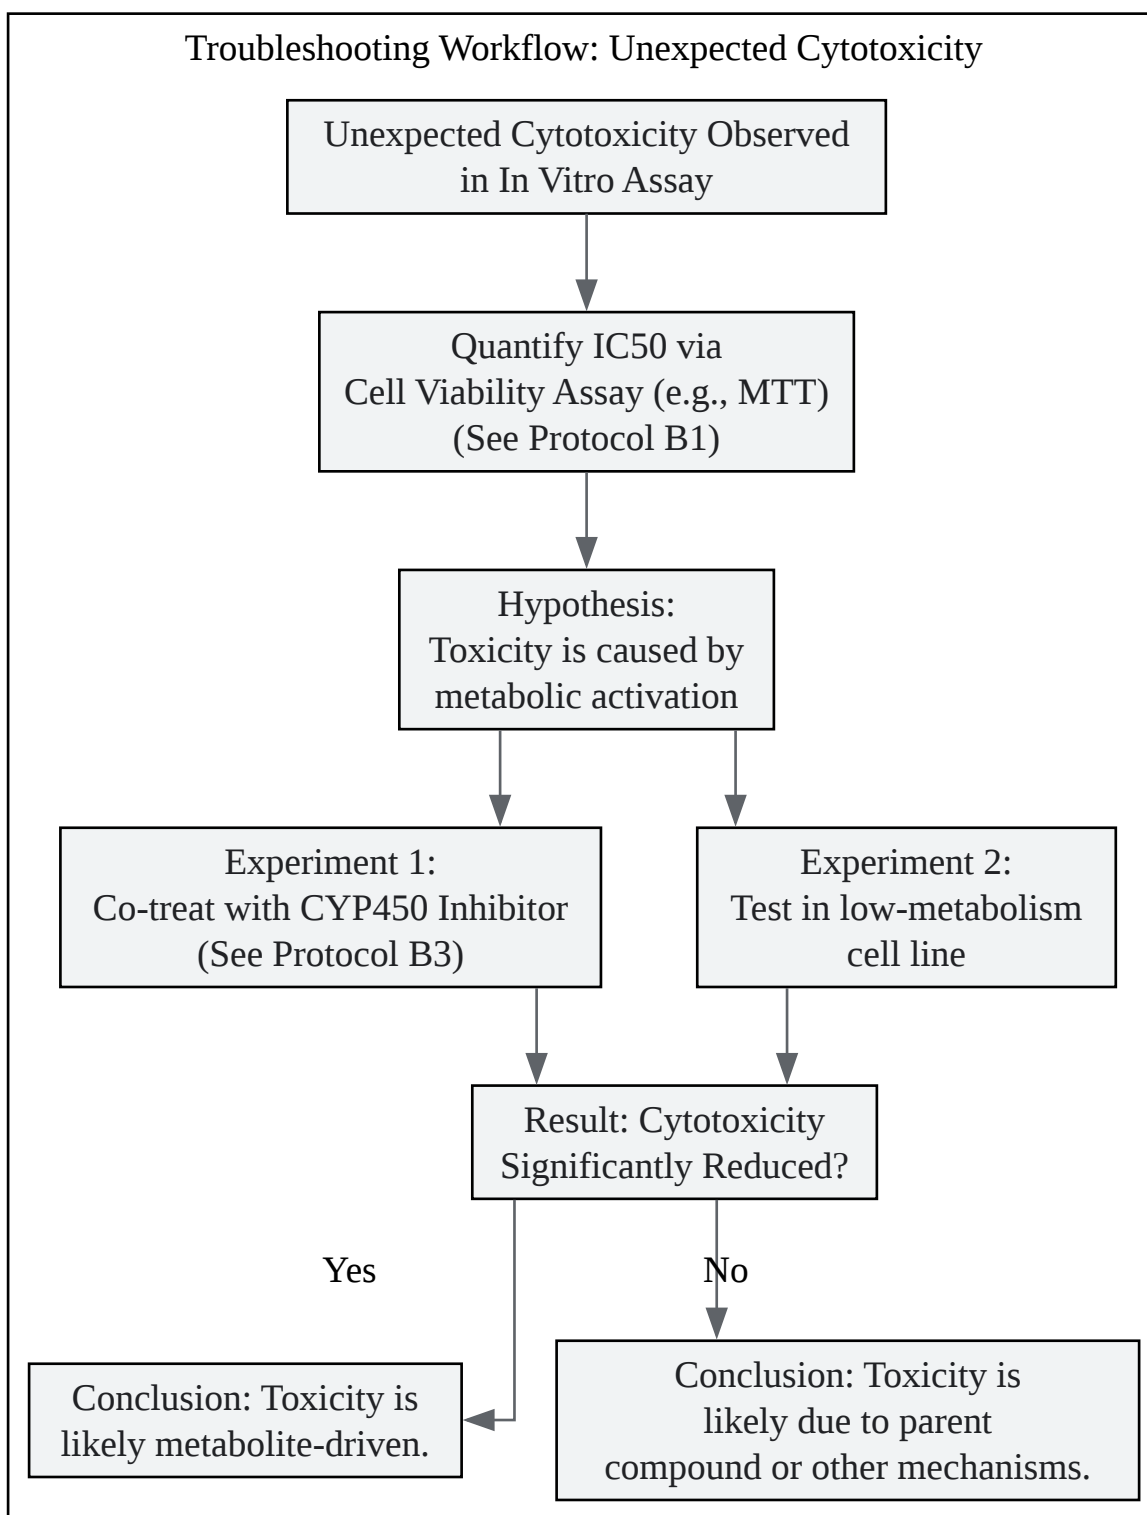 Troubleshooting Workflow: Unexpected Cytotoxicity
Unexpected Cytotoxicity Observed
in In Vitro Assay
Quantify IC50 via
Cell Viability Assay (e.g., MTT)
(See Protocol B1)
Hypothesis:
Toxicity is caused by
metabolic activation
Experiment 1:
Co-treat with CYP450 Inhibitor
(See Protocol B3)
Experiment 2:
Test in low-metabolism
cell line
Result: Cytotoxicity
Significantly Reduced?
Yes
No
Conclusion: Toxicity is
likely metabolite-driven.
Conclusion: Toxicity is
likely due to parent
compound or other mechanisms.